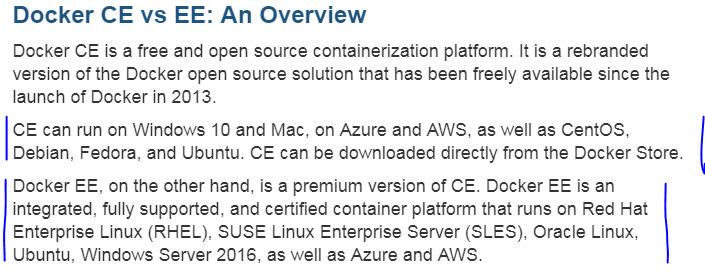 Docker CE vs EE: An Overview
Docker CE is a free and open source containerization platform. It is a rebranded
version of the Docker open source solution that has been freely available since the
launch of Docker in 2013.
CE can run on Windows 10 and Mac, on Azure and AWS, as well as CentOS,
Debian, Fedora, and Ubuntu. CE can be downloaded directly from the Docker Store.
Docker EE, on the other hand, is a premium version of CE. Docker EE is an
integrated, fully supported, and certified container platform that runs on Red Hat
Enterprise Linux (RHEL), SUSE Linux Enterprise Server (SLES), Oracle Linux,
Ubuntu, Windows Server 2016, as well as Azure and AWS.